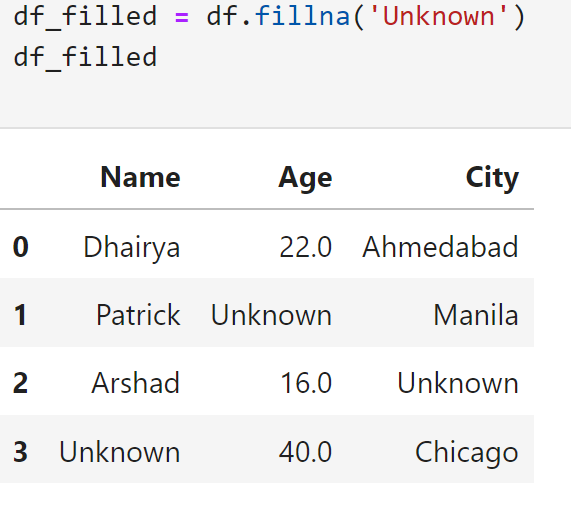 df_filled = df.fillna('Unknown')
df_filled
Name Age City
0 Dhairya 22.0 Ahmedabad
1 Patrick Unknown Manila
2 Arshad 16.0 Unknown
3 Unknown 40.0 Chicago